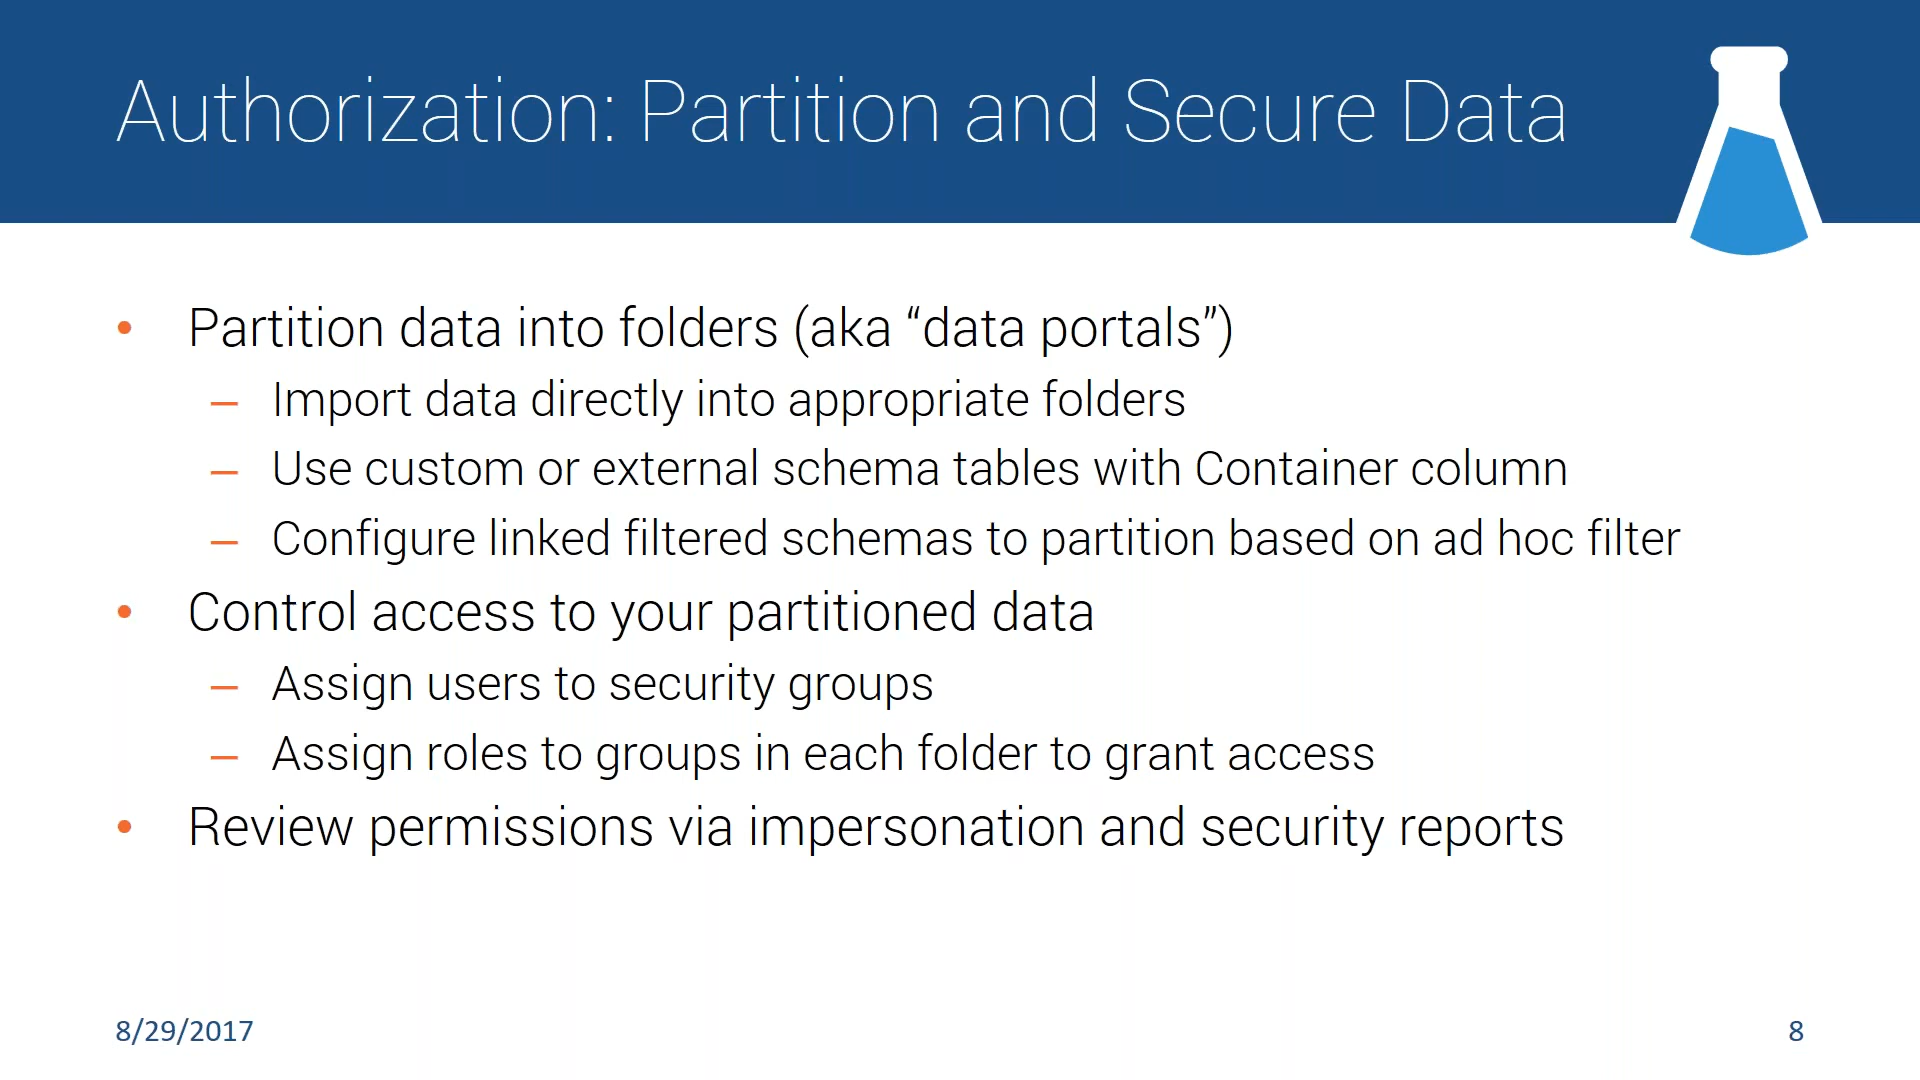 Authorization: Partition and Secure Data
• Partition data into folders (aka “data portals”)
– Import data directly into appropriate folders
– Use custom or external schema tables with Container column
– Configure linked filtered schemas to partition based on ad hoc filter
• Control access to your partitioned data
– Assign users to security groups
– Assign roles to groups in each folder to grant access
• Review permissions via impersonation and security reports
8/29/2017
8